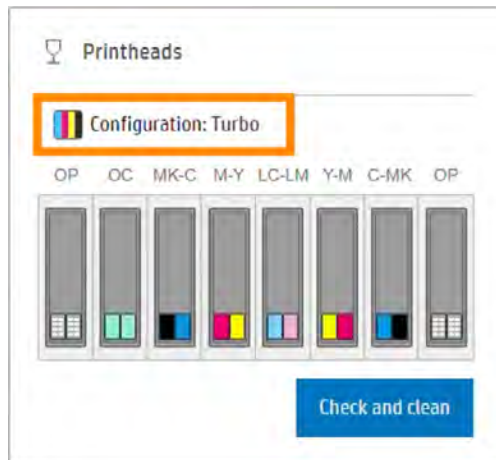 Printheads
Configuration: Turbo
OP OC MK-C M-Y LC-LM Y-M C-MK OP
Check and clean